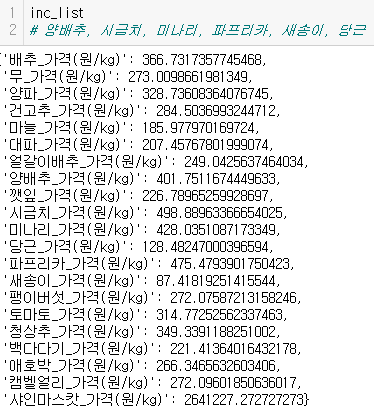 1 inc_list
2 # 양배추, 시금치, 미나리, 파프리카, 새송이, 당근
{'배추_가격(원/kg)': 366.7317357745468,
'무_가격(원/kg)': 273.0098661981349,
'양파_가격(원/kg)': 328.73608364076745,
'건고추_가격(원/kg)': 284.5036993244712,
'마늘_가격(원/kg)': 185.977970169724,
'대파_가격(원/kg)': 207.45767801999074,
'얼갈이배추_가격(원/kg)': 249.0425637464034,
'양배추_가격(원/kg)': 401.7511674449633,
'깻잎_가격(원/kg)': 226.78965259928697,
'시금치_가격(원/kg)': 498.88963366654025,
'미나리_가격(원/kg)': 428.0351087173349,
'당근_가격(원/kg)': 128.48247000396594,
'파프리카_가격(원/kg)': 475.4793901750423,
'새송이_가격(원/kg)': 87.41819251415544,
'팽이버섯_가격(원/kg)': 272.07587213158246,
'토마토_가격(원/kg)': 314.77252562337463,
'청상추_가격(원/kg)': 349.3391188251002,
'백다다기_가격(원/kg)': 221.41364016432178,
'애호박_가격(원/kg)': 266.3465632603406,
'캠벨얼리_가격(원/kg)': 272.09601850636017,
'샤인마스캇_가격(원/kg)': 2641227.272727273}